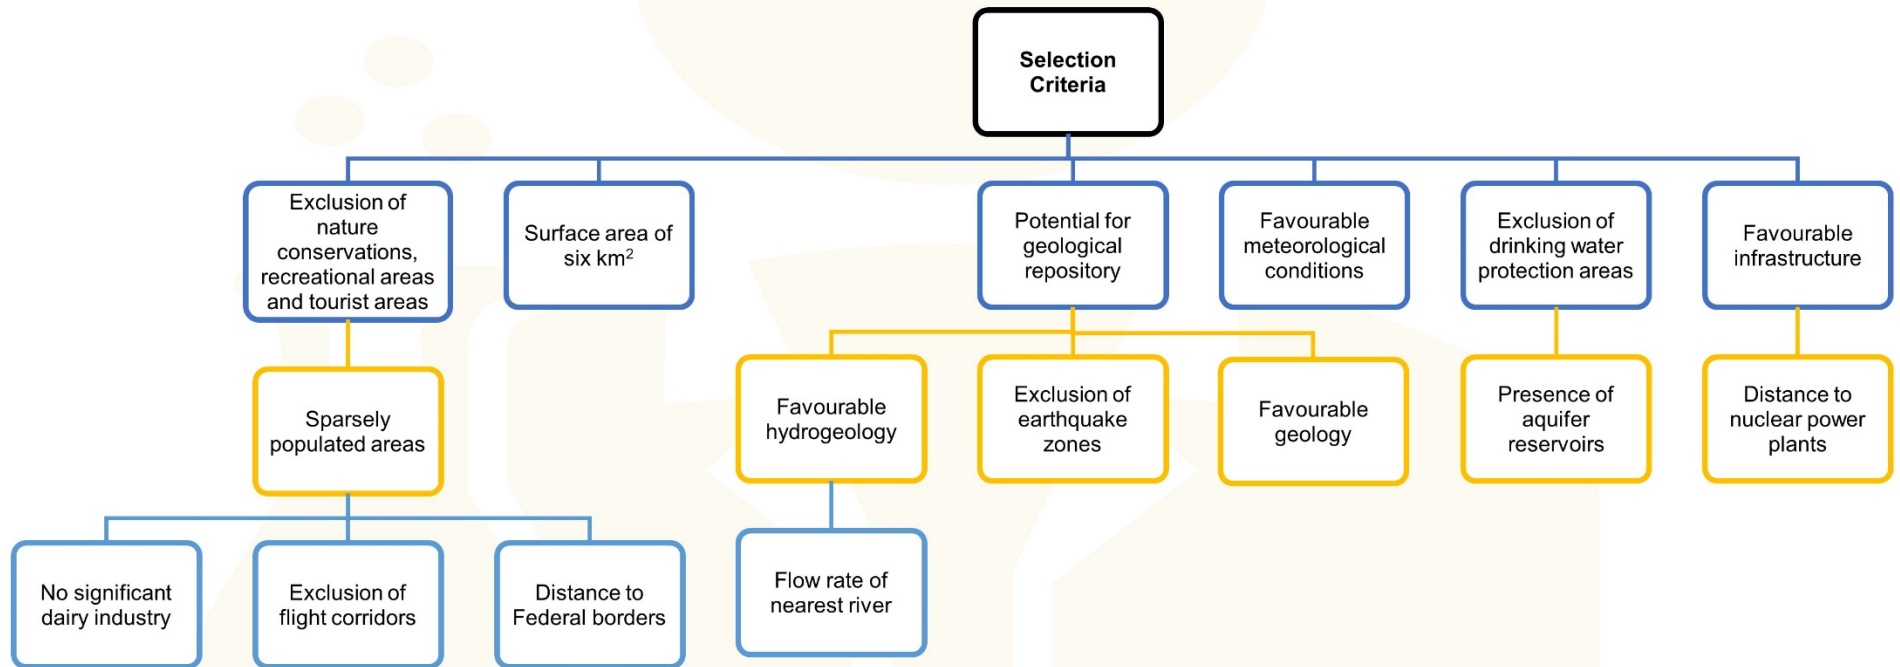 Selection
Criteria
Exclusion of
nature
conservations,
recreational areas
and tourist areas
Surface area of
six km²
Potential for
geological
repository
Favourable
meteorological
conditions
Exclusion of
drinking water
protection areas
Favourable
infrastructure
Sparsely
populated areas
Favourable
hydrogeology
Exclusion of
earthquake
zones
Favourable
geology
Presence of
aquifer
reservoirs
Distance to
nuclear power
plants
No significant
dairy industry
Exclusion of
flight corridors
Distance to
Federal borders
Flow rate of
nearest river